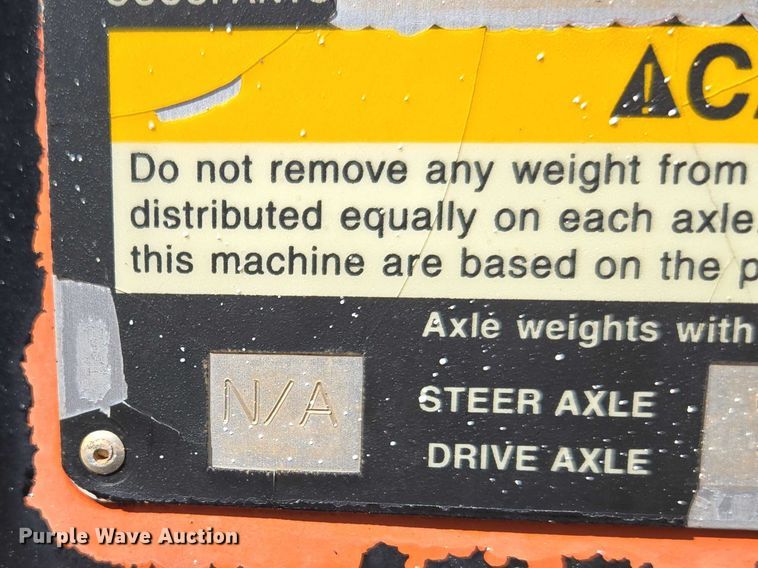 CA
Do not remove any weight from
distributed equally on each axle.
this machine are based on the p
Axle weights with
N/A
STEER AXLE
DRIVE AXLE
Purple Wave Auction